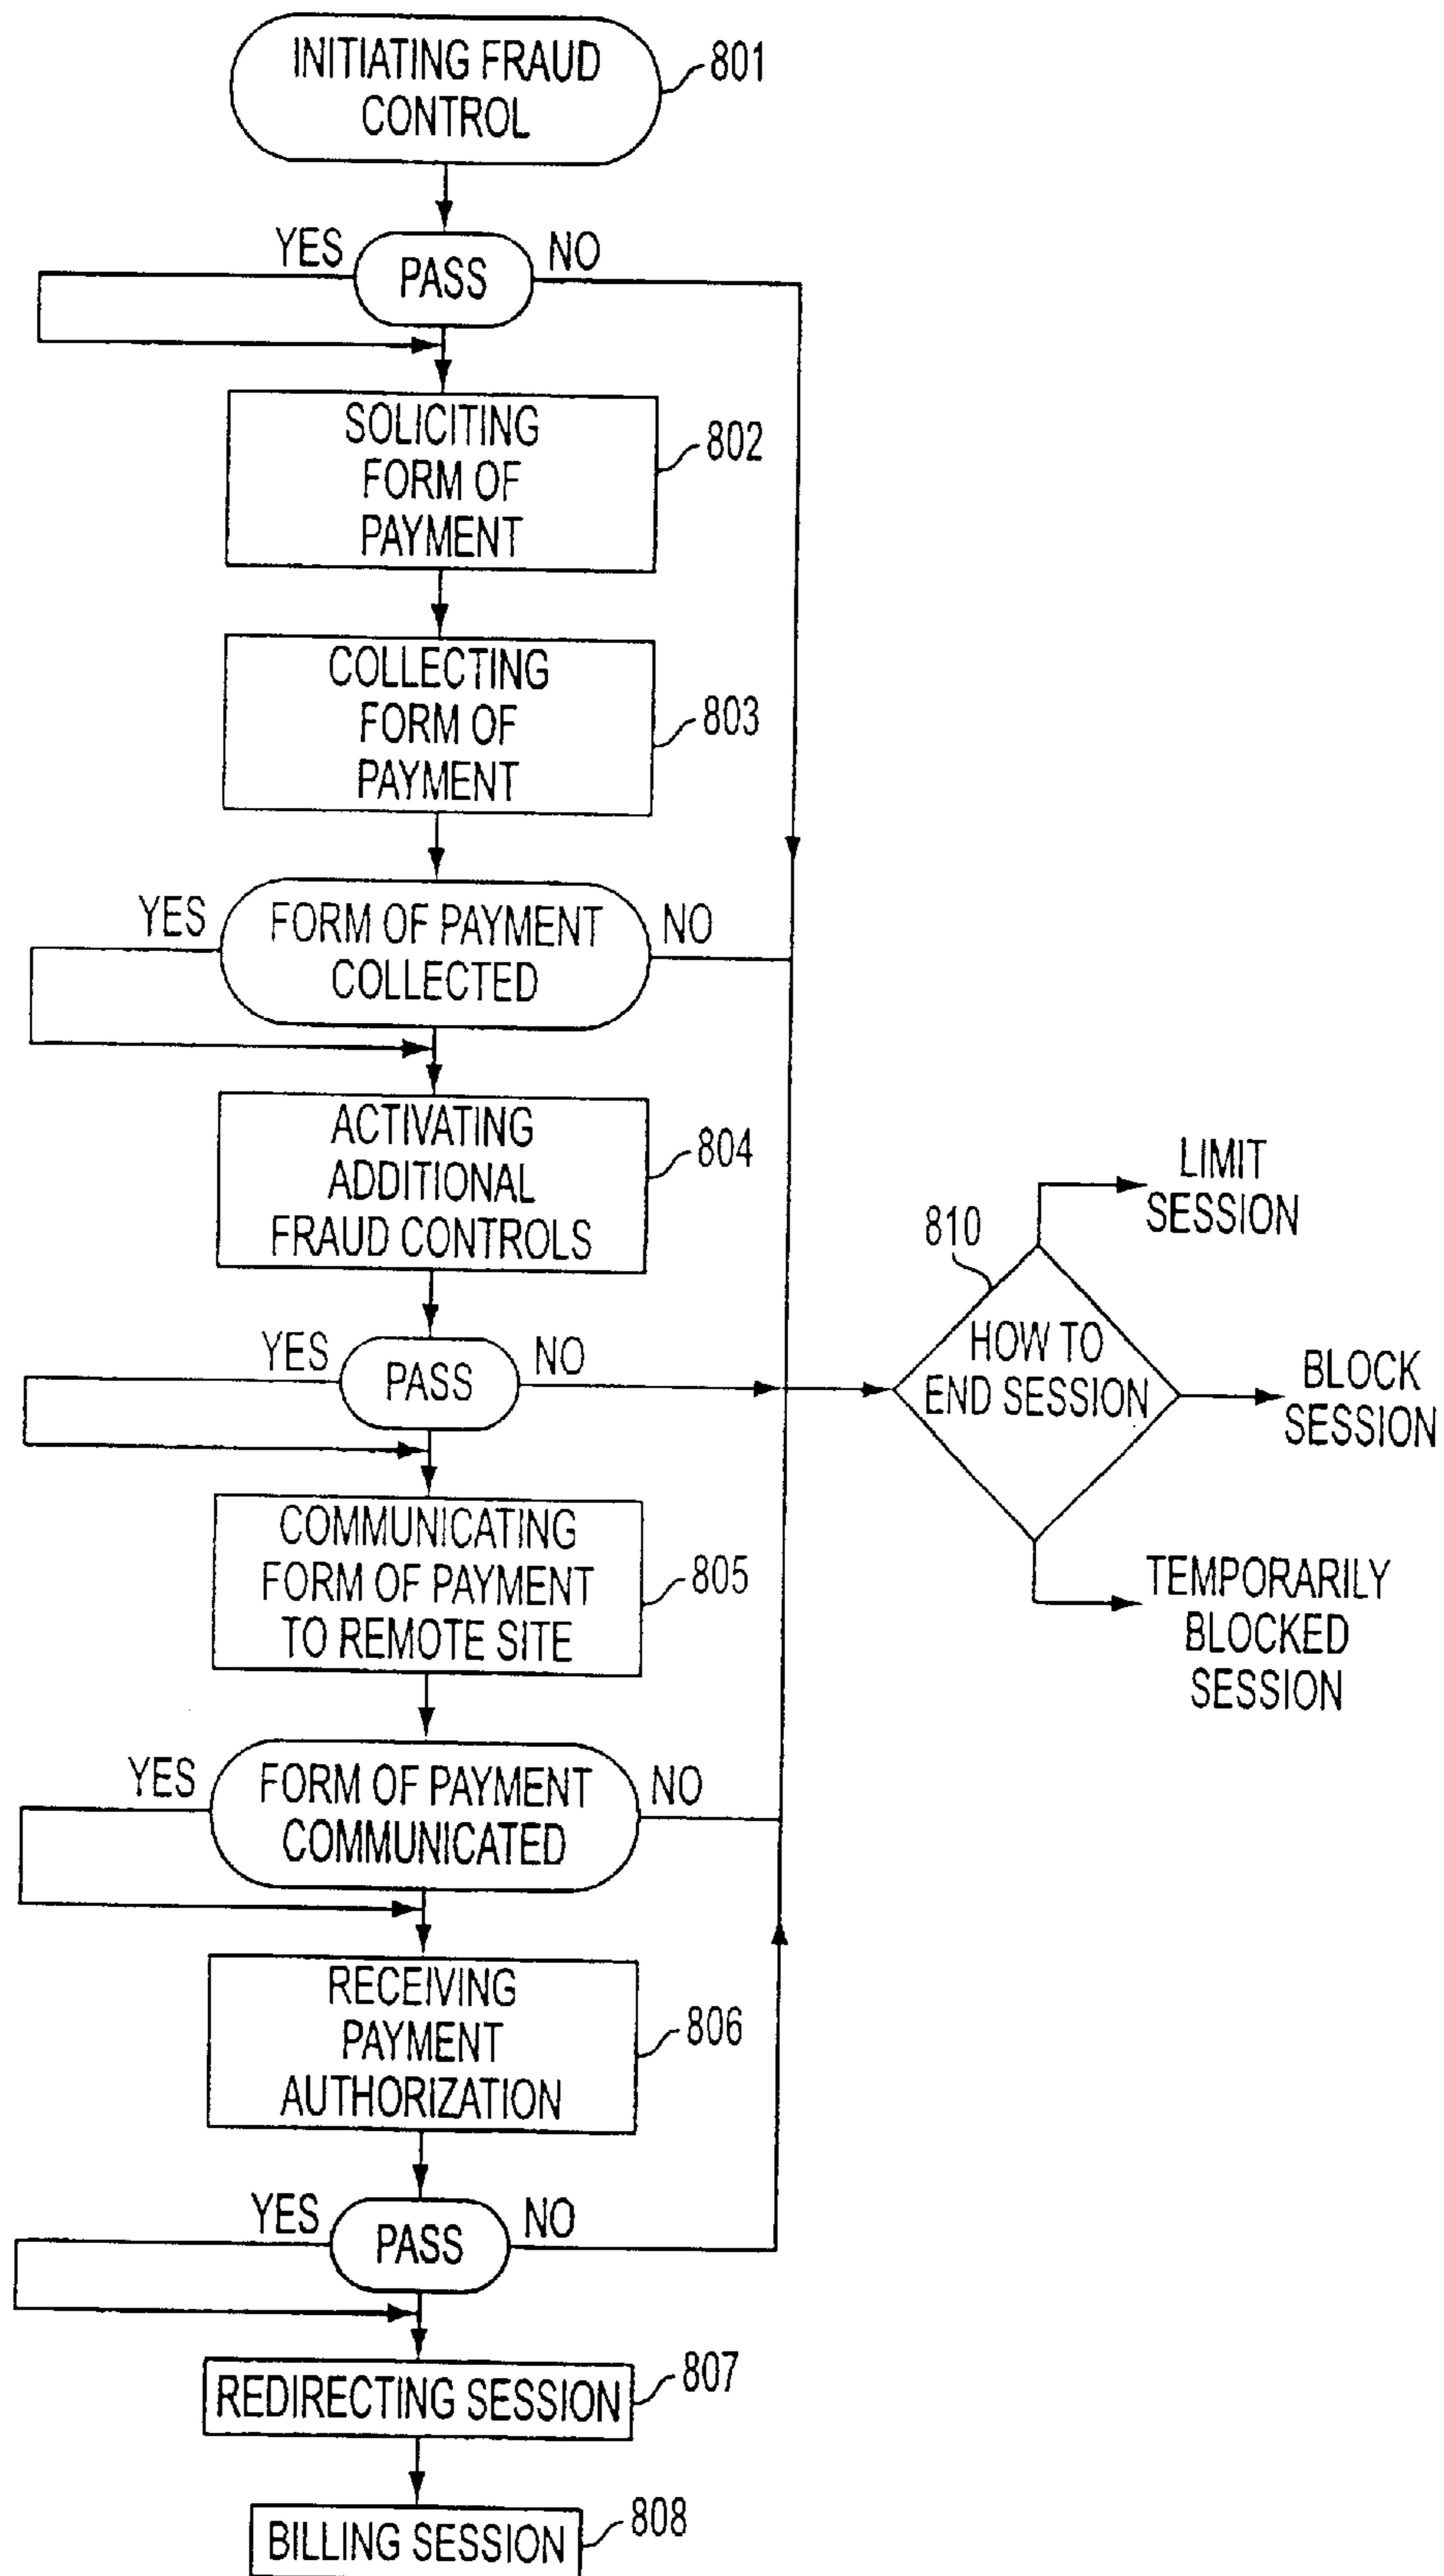 INITIATING FRAUD
CONTROL
801
YES
PASS
NO
SOLICITING
FORM OF
PAYMENT
802
COLLECTING
FORM OF
PAYMENT
803
YES
FORM OF PAYMENT
COLLECTED
NO
ACTIVATING
ADDITIONAL
FRAUD CONTROLS
804
YES
PASS
NO
810
HOW TO
END SESSION
LIMIT
SESSION
BLOCK
SESSION
TEMPORARILY
BLOCKED
SESSION
COMMUNICATING
FORM OF PAYMENT
TO REMOTE SITE
805
YES
FORM OF PAYMENT
COMMUNICATED
NO
RECEIVING
PAYMENT
AUTHORIZATION
806
YES
PASS
NO
REDIRECTING SESSION
807
BILLING SESSION
808